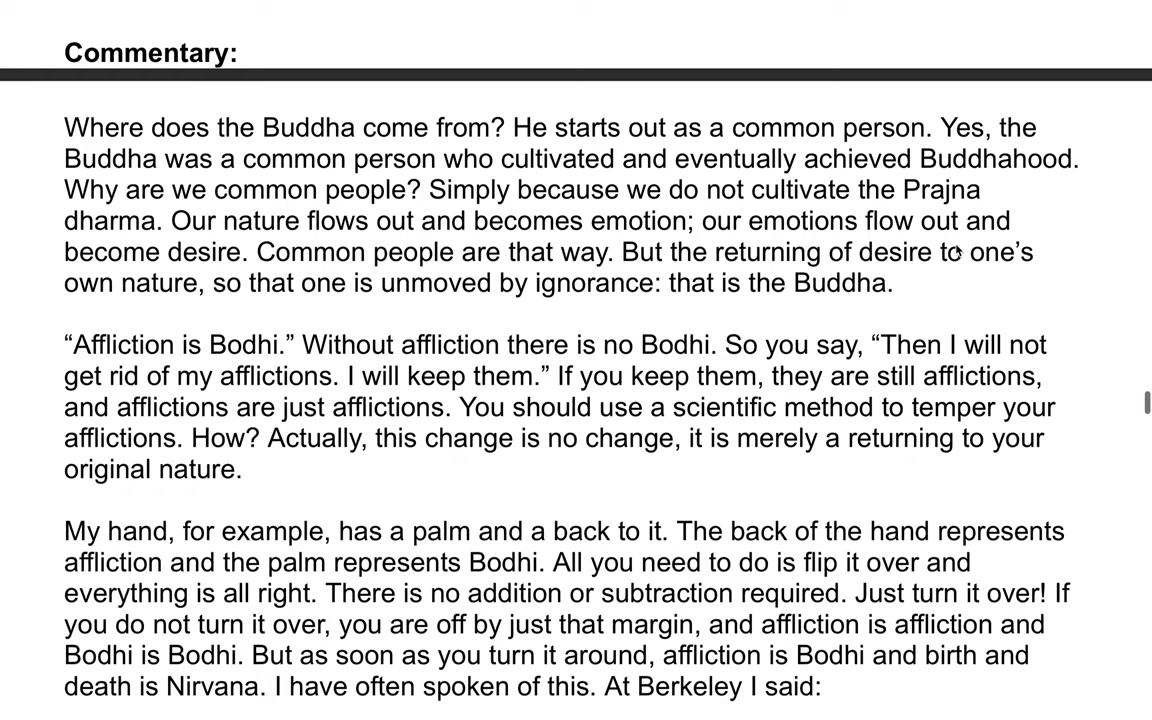 Commentary:
Where does the Buddha come from? He starts out as a common person. Yes, the
Buddha was a common person who cultivated and eventually achieved Buddhahood.
Why are we common people? Simply because we do not cultivate the Prajna
dharma. Our nature flows out and becomes emotion; our emotions flow out and
become desire. Common people are that way. But the returning of desire to one’s
own nature, so that one is unmoved by ignorance: that is the Buddha.
“Affliction is Bodhi.” Without affliction there is no Bodhi. So you say, “Then I will not
get rid of my afflictions. I will keep them.” If you keep them, they are still afflictions,
and afflictions are just afflictions. You should use a scientific method to temper your
afflictions. How? Actually, this change is no change, it is merely a returning to your
original nature.
My hand, for example, has a palm and a back to it. The back of the hand represents
affliction and the palm represents Bodhi. All you need to do is flip it over and
everything is all right. There is no addition or subtraction required. Just turn it over! If
you do not turn it over, you are off by just that margin, and affliction is affliction and
Bodhi is Bodhi. But as soon as you turn it around, affliction is Bodhi and birth and
death is Nirvana. I have often spoken of this. At Berkeley I said: